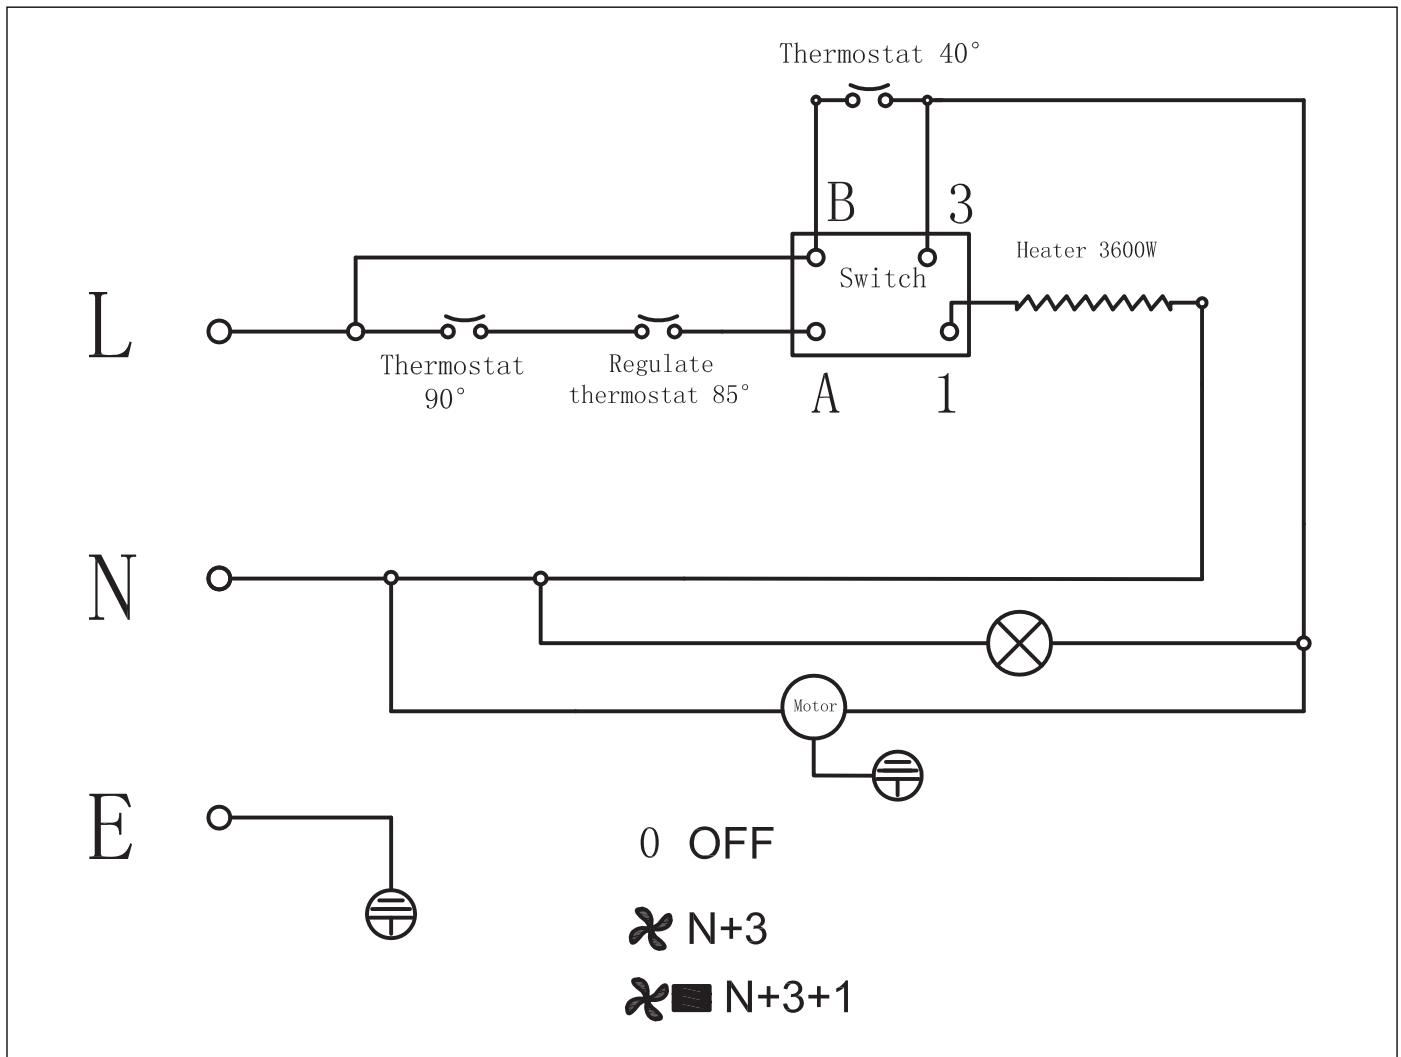 Thermostat 40°
B
3
Heater 3600W
Switch
L
Thermostat
90°
Regulate
thermostat 85°
A
1
N
Motor
E
0 OFF
N+3
N+3+1